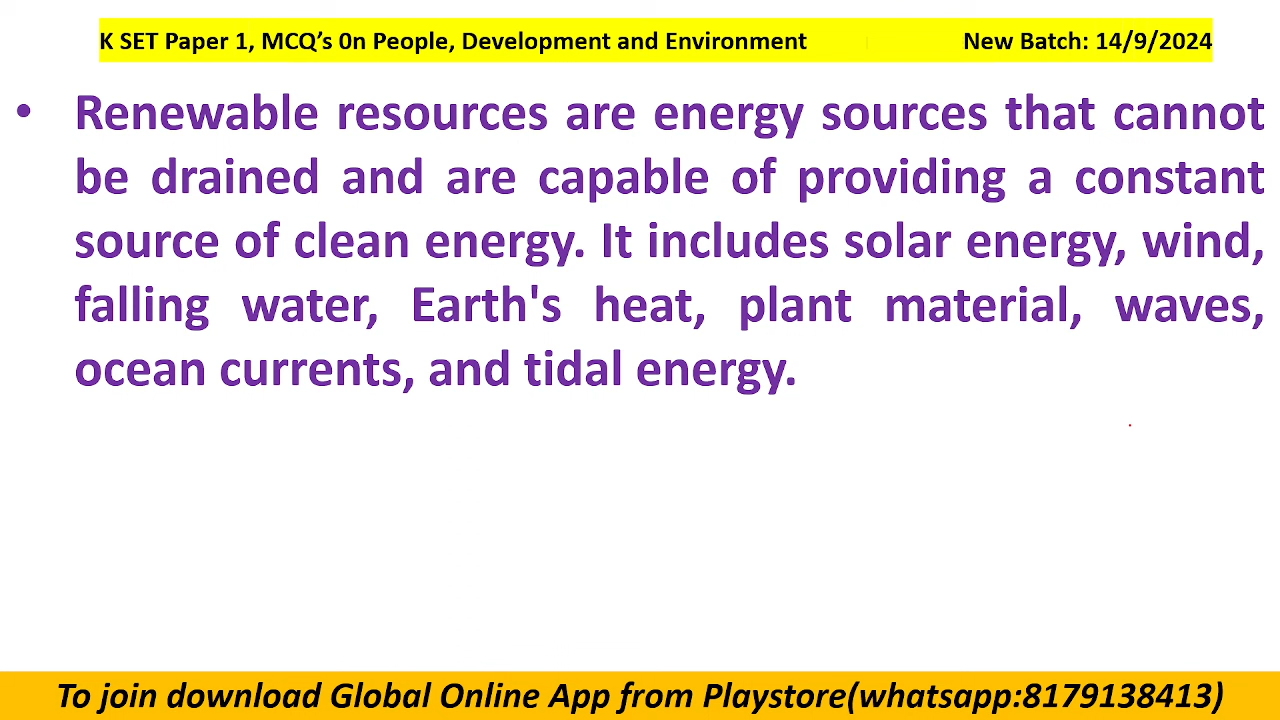 K SET Paper 1, MCQ’s 0n People, Development and Environment New Batch: 14/9/2024
• Renewable resources are energy sources that cannot
be drained and are capable of providing a constant
source of clean energy. It includes solar energy, wind,
falling water, Earth's heat, plant material, waves,
ocean currents, and tidal energy.
To join download Global Online App from Playstore(whatsapp:8179138413)